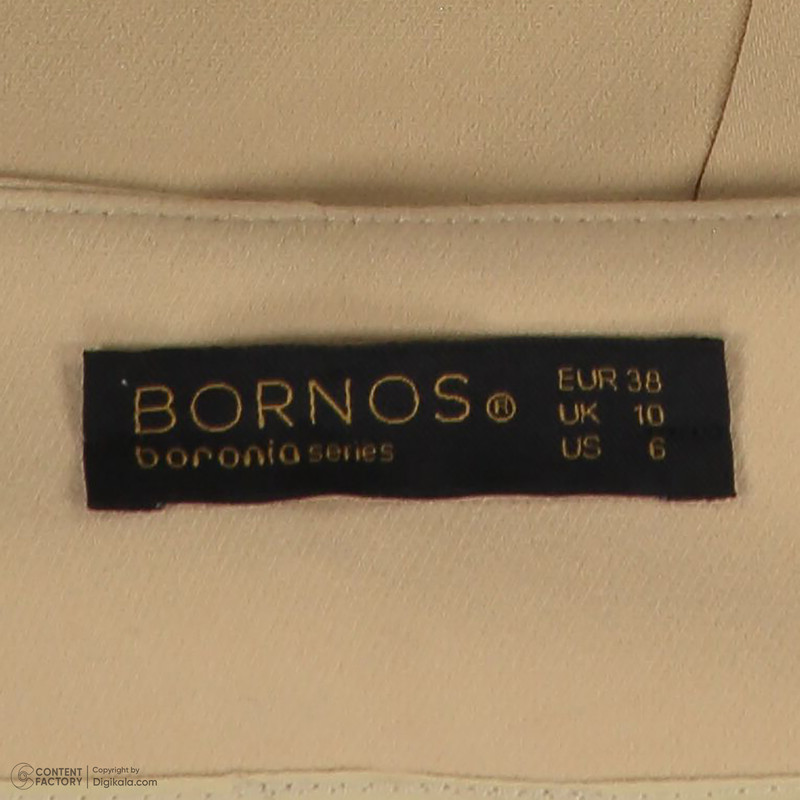 BORNOS®
boronia series
EUR 38
UK 10
US 6
CONTENT FACTORY
Copyright by
Digikala.com